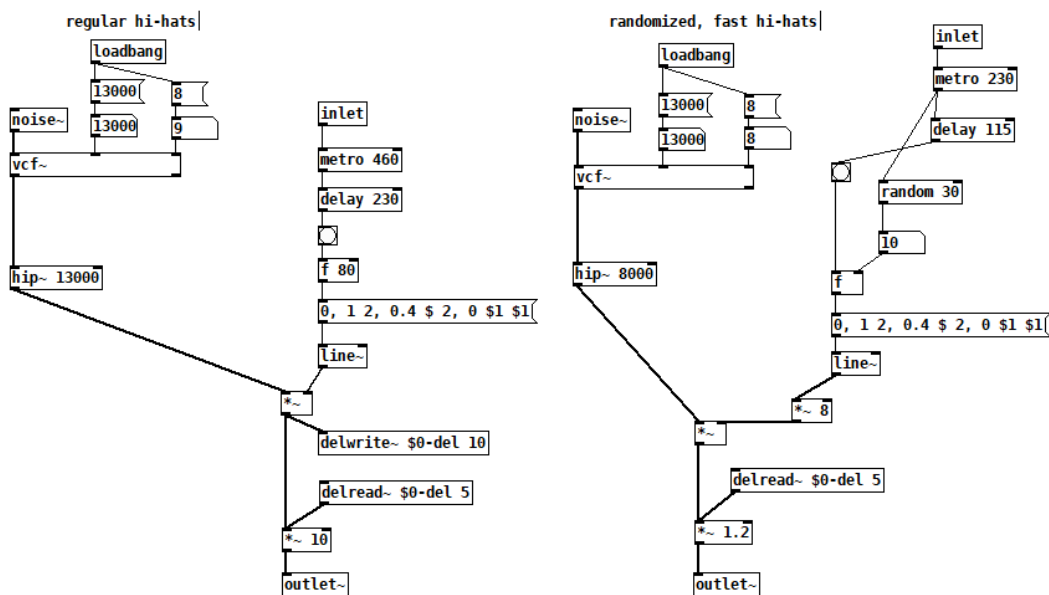 regular hi-hats
loadbang
13000
8
13000
9
noise~
vcf~
inlet
metro 460
delay 230
f 80
hip~ 13000
0, 1 2, 0.4 $ 2, 0 $1 $1
line~
*~
delwrite~ $0-del 10
delread~ $0-del 5
*~ 10
outlet~
randomized, fast hi-hats
loadbang
13000
8
13000
8
noise~
vcf~
inlet
metro 230
delay 115
random 30
10
hip~ 8000
f
0, 1 2, 0.4 $ 2, 0 $1 $1
line~
*~ 8
*~
delread~ $0-del 5
*~ 1.2
outlet~